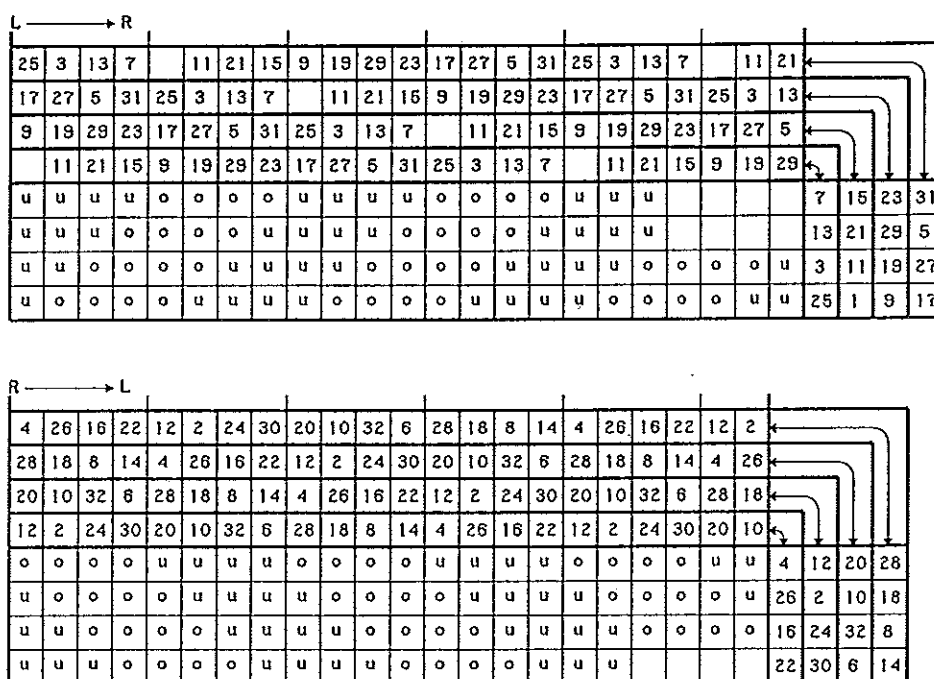 L R
25 3 13 7 11 21 15 9 19 29 23 17 27 5 31 25 3 13 7 11 21
17 27 5 31 25 3 13 7 11 21 15 9 19 29 23 17 27 5 31 25 3 13
9 19 29 23 17 27 5 31 25 3 13 7 11 21 15 9 19 29 23 17 27 5
11 21 15 9 19 29 23 17 27 5 31 25 3 13 7 11 21 15 9 19 29
u u u u o o o o u u u u o o o o u u u 7 15 23 31
u u u o o o o u u u u o o o o u u u u 13 21 29 5
u u o o o o u u u u o o o o u u u u o o o o u 3 11 19 27
u o o o o u u u u o o o o u u u u o o o o u u 25 1 9 17
R L
4 26 16 22 12 2 24 30 20 10 32 6 28 18 8 14 4 26 16 22 12 2
28 18 8 14 4 26 16 22 12 2 24 30 20 10 32 6 28 18 8 14 4 26
20 10 32 6 28 18 8 14 4 26 16 22 12 2 24 30 20 10 32 6 28 18
12 2 24 30 20 10 32 6 28 18 8 14 4 26 16 22 12 2 24 30 20 10
o o o o u u u u o o o o u u u u o o o o u u 4 12 20 28
u o o o o u u u u o o o o u u u u o o o o u 26 2 10 18
u u o o o o u u u u o o o o u u u u o o o o 16 24 32 8
u u u o o o o u u u u o o o o u u u 22 30 6 14